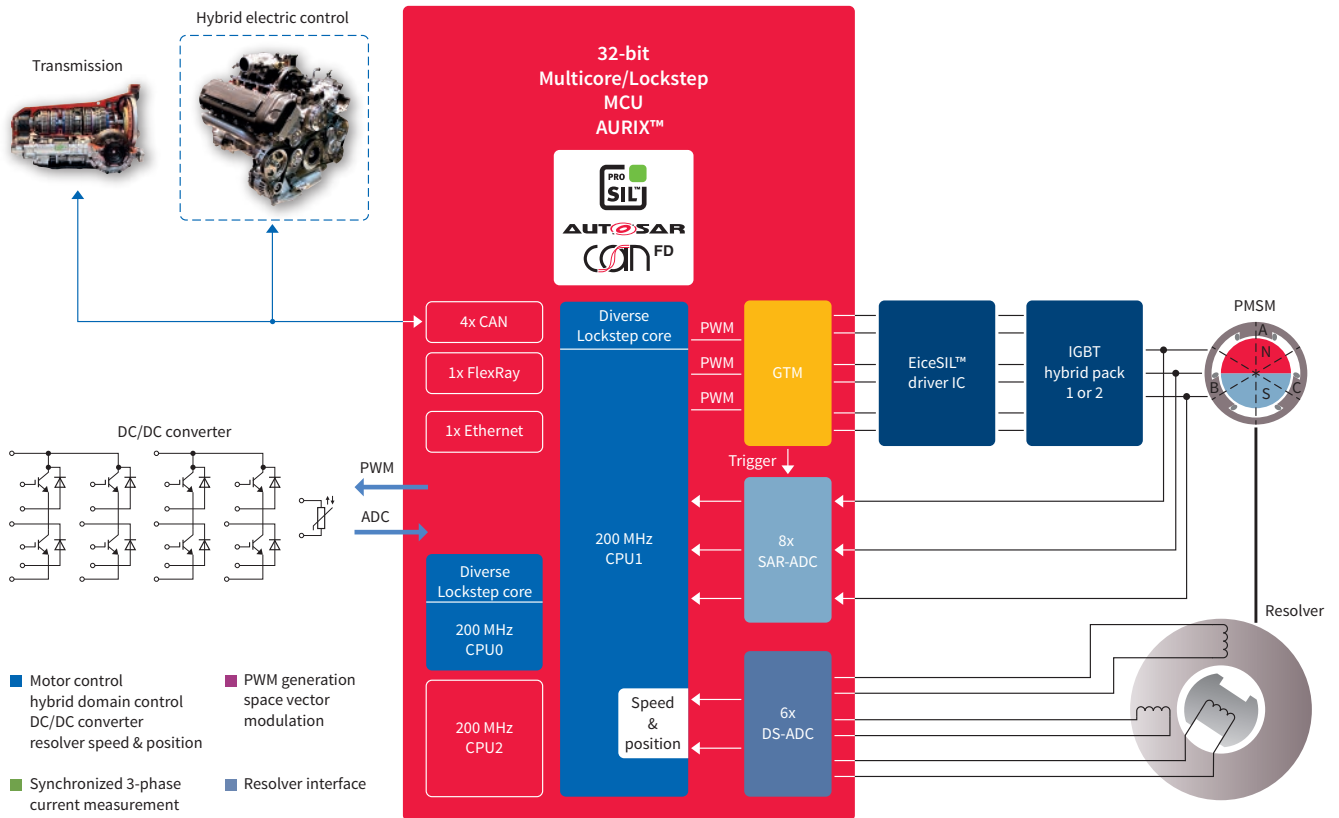 Hybrid electric control
Transmission
32-bit
Multicore/Lockstep
MCU
AURIX™
PRO
SIL™
AUTOSAR
CAN FD
4x CAN
1x FlexRay
1x Ethernet
Diverse
Lockstep core
PWM
PWM
PWM
GTM
EiceSIL™
driver IC
IGBT
hybrid pack
1 or 2
PMSM
A
N
B
C
S
DC/DC converter
PWM
ADC
Trigger
200 MHz
CPU1
8x
SAR-ADC
Diverse
Lockstep core
200 MHz
CPU0
200 MHz
CPU2
Speed
&
position
6x
DS-ADC
Resolver
Motor control
hybrid domain control
DC/DC converter
resolver speed & position
PWM generation
space vector
modulation
Synchronized 3-phase
current measurement
Resolver interface